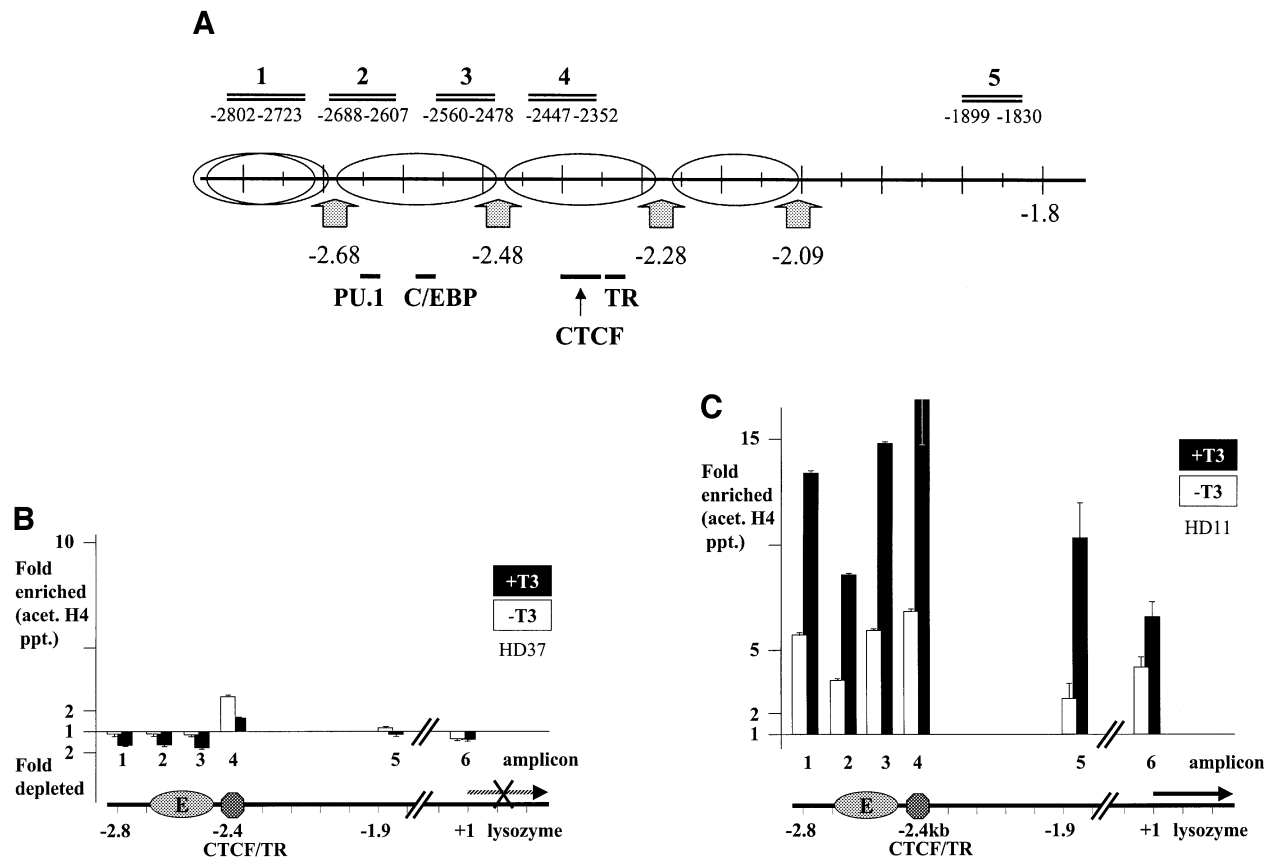 A
1 2 3 4 5
-2802 -2723 -2688 -2607 -2560 -2478 -2447 -2352 -1899 -1830
-1.8
-2.68 -2.48 -2.28 -2.09
PU.1 C/EBP TR
CTCF
B
10
Fold
enriched
(acet. H4
ppt.)
2
1
2
Fold
depleted
+T3
-T3
HD37
1 2 3 4 5 6 amplicon
E
-2.8 -2.4 -1.9 +1 lysozyme
CTCF/TR
C
15
Fold
enriched
(acet. H4
ppt.)
5
2
1
+T3
-T3
HD11
1 2 3 4 5 6 amplicon
E
-2.8 -2.4kb -1.9 +1 lysozyme
CTCF/TR